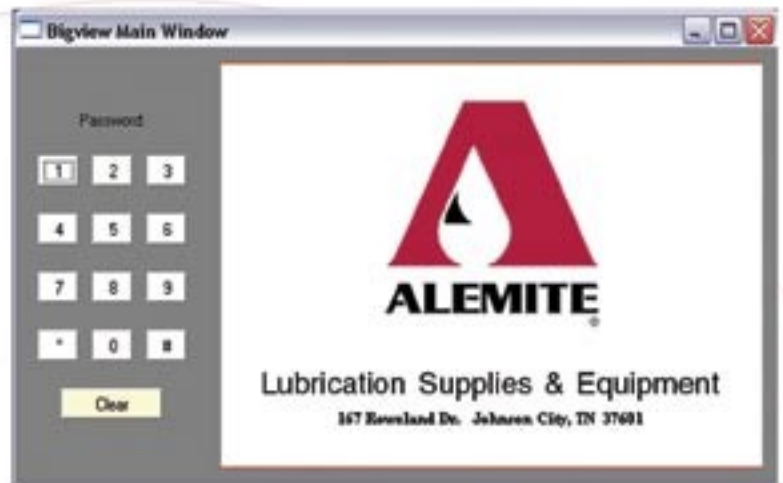 Bigview Main Window
Password
1 2 3
4 5 6
7 8 9
* 0 #
Clear
ALEMITE
®
Lubrication Supplies & Equipment
167 Roweland Dr. Johnson City, TN 37601